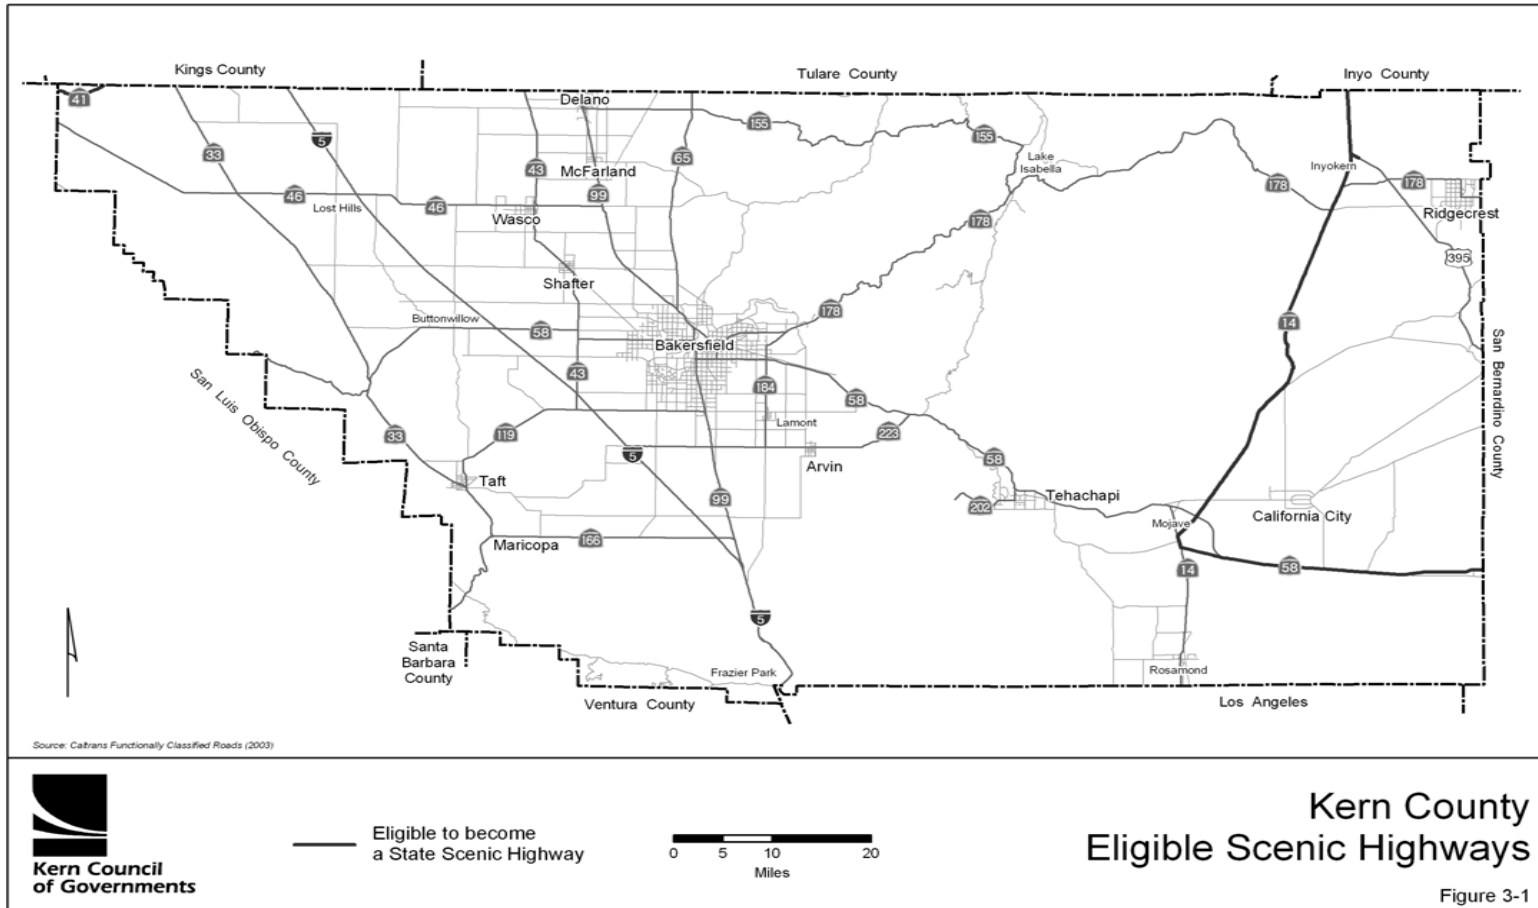 Kings County
Tulare County
Inyo County
41
Delano
155
5
155
33
43
65
Lake
Isabella
Inyokern
McFarland
178
178
46
99
Lost Hills
46
Wasco
178
Ridgecrest
395
Shafter
178
Buttonwillow
58
14
Bakersfield
San Bernardino County
43
184
58
San Luis Obispo County
Lamont
33
119
223
5
Arvin
58
Taft
99
Tehachapi
202
Mojave
California City
Maricopa
166
14
58
5
Santa
Barbara
County
Frazier Park
Rosamond
Ventura County
Los Angeles
Source: Caltrans Functionally Classified Roads (2003)
Kern Council
of Governments
Eligible to become
a State Scenic Highway
0 5 10 20
Miles
Kern County
Eligible Scenic Highways
Figure 3-1